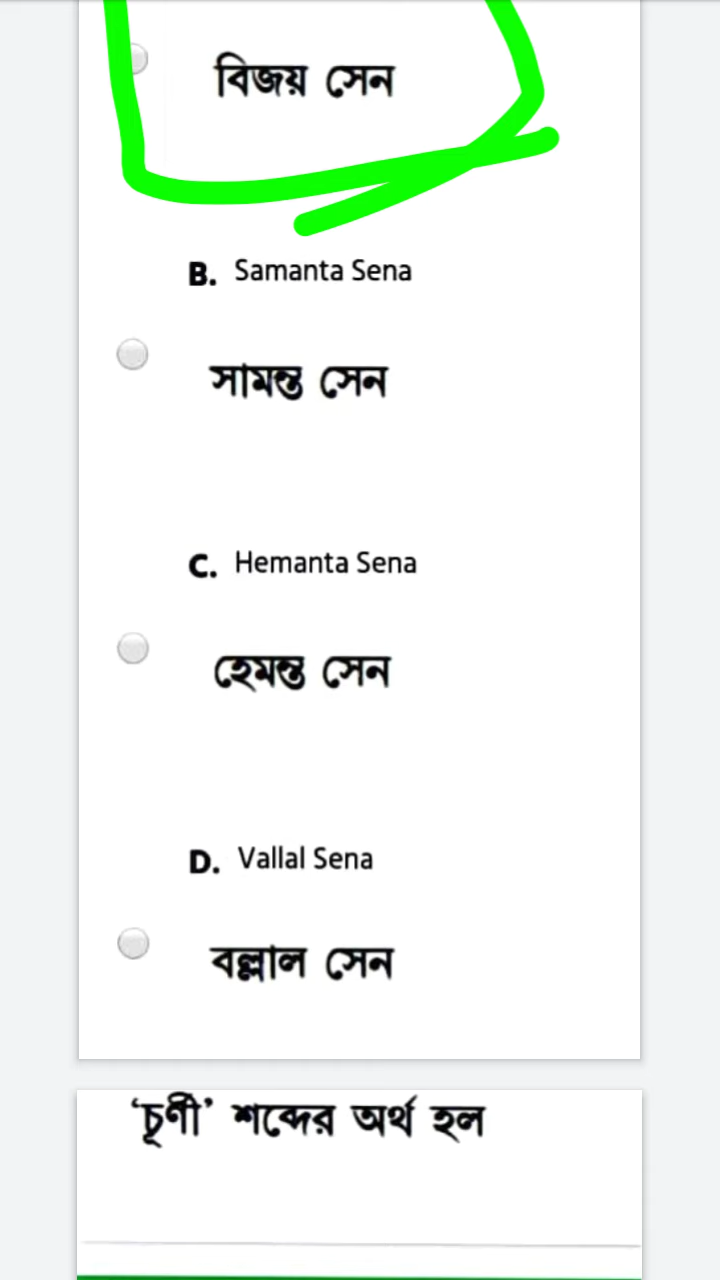 বিজয় সেন
B. Samanta Sena
সামন্ত সেন
C. Hemanta Sena
হেমন্ত সেন
D. Vallal Sena
বল্লাল সেন
‘চূর্ণী’ শব্দের অর্থ হল